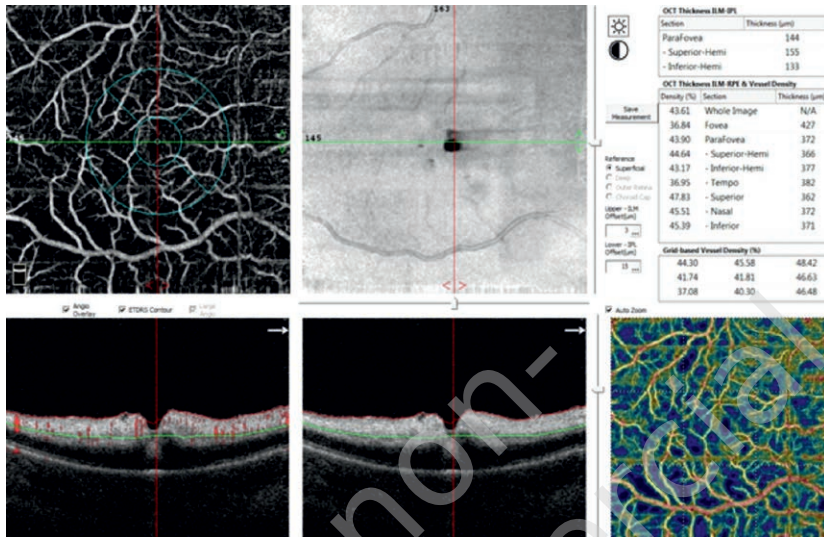 163
145
163
145
Save
Measurement
Reference
Superficial
Deep
Outer Retina
Choroid Cap
Upper - ILM
Offset(um)
3
Lower - IPL
Offset(um)
15
OCT Thickness ILM-IPL
Section Thickness (µm)
ParaFovea 144
- Superior-Hemi 155
- Inferior-Hemi 133
OCT Thickness ILM-RPE & Vessel Density
Density (%) Section Thickness (µm)
43.61 Whole Image N/A
36.84 Fovea 427
43.90 ParaFovea 372
44.64 - Superior-Hemi 366
43.17 - Inferior-Hemi 377
36.95 - Tempo 382
47.83 - Superior 362
45.51 - Nasal 372
45.39 - Inferior 371
Grid-based Vessel Density (%)
44.30 45.58 48.42
41.74 41.81 46.63
37.08 40.30 46.48
Angio
Overlay
ETDRS Contour
Large
Angio
Auto Zoom
non-